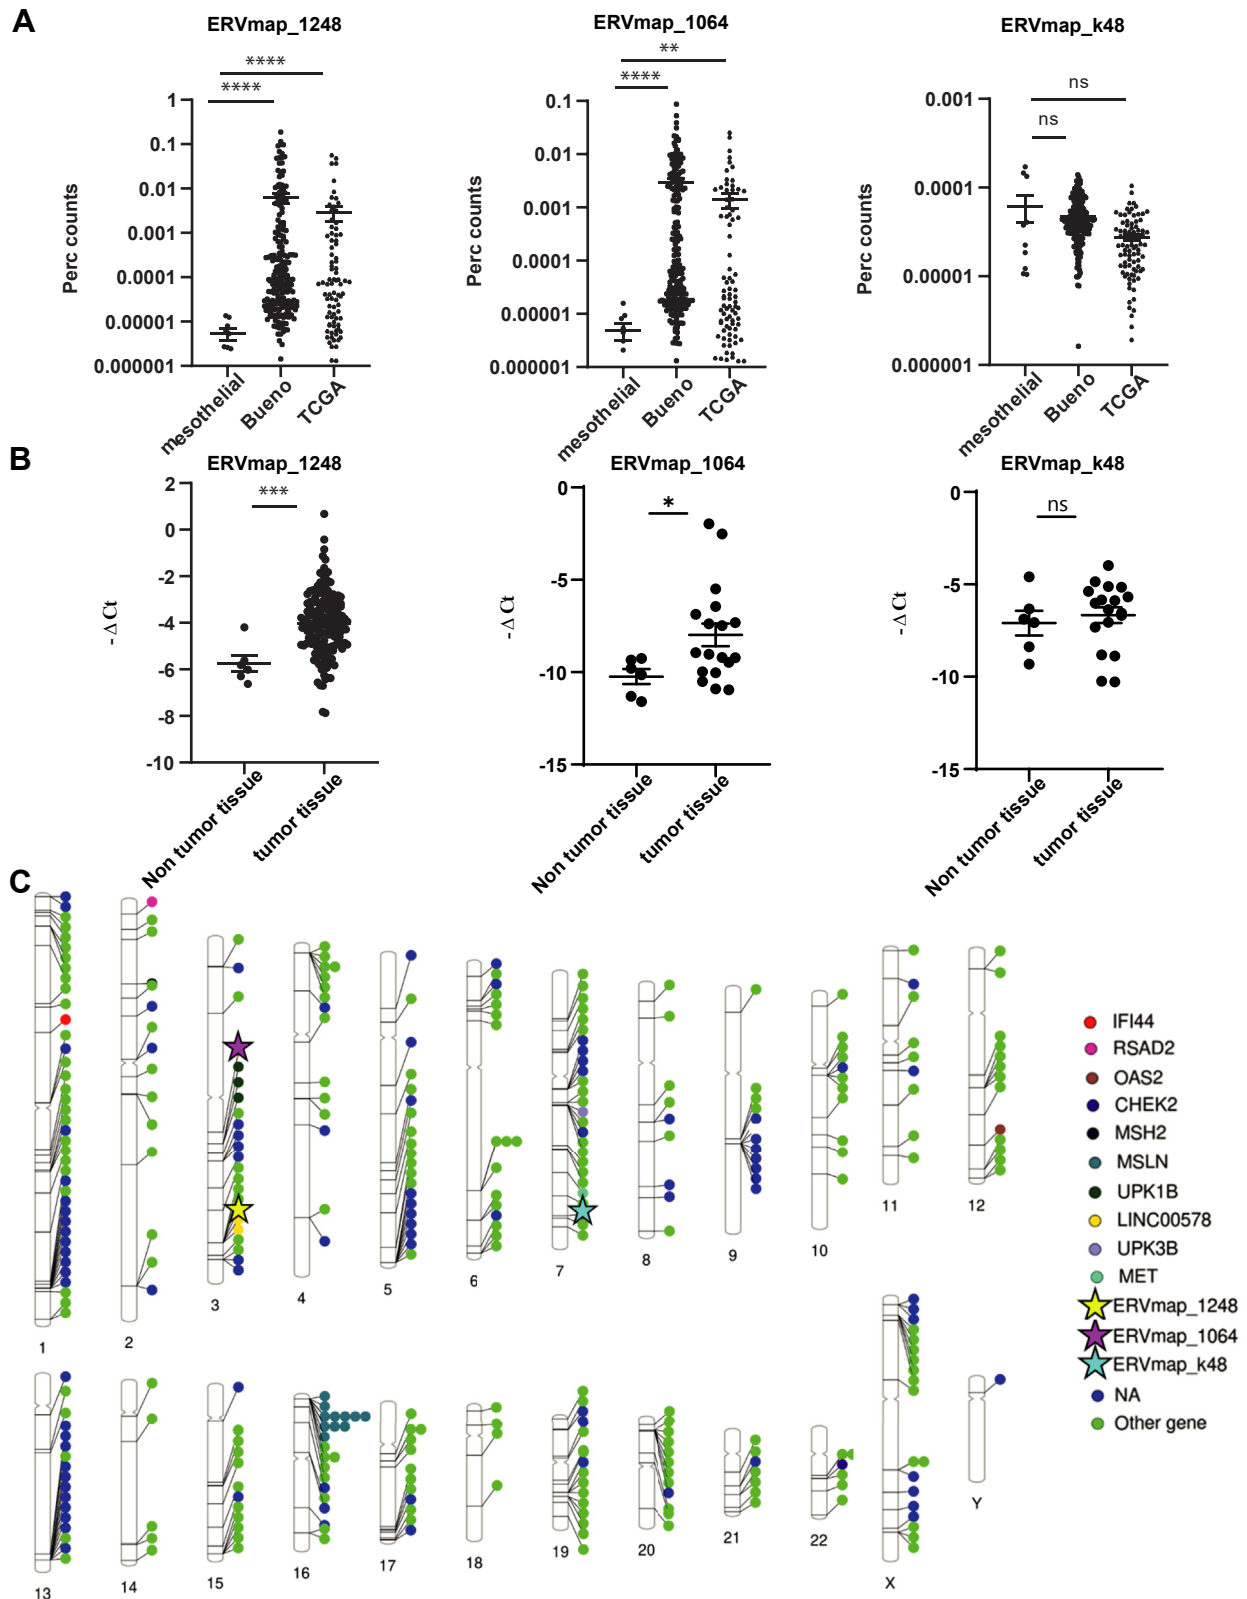 A
ERVmap_1248
ERVmap_1064
ERVmap_k48
****
****
**
****
ns
ns
Perc counts
1
0.1
0.01
0.001
0.0001
0.00001
0.000001
mesothelial
Bueno
TCGA
Perc counts
0.1
0.01
0.001
0.0001
0.00001
0.000001
mesothelial
Bueno
TCGA
Perc counts
0.001
0.0001
0.00001
0.000001
mesothelial
Bueno
TCGA
B
ERVmap_1248
ERVmap_1064
ERVmap_k48
***
*
ns
- Δ Ct
2
0
-2
-4
-6
-8
-10
Non tumor tissue
tumor tissue
- Δ Ct
0
-5
-10
-15
Non tumor tissue
tumor tissue
- Δ Ct
0
-5
-10
-15
Non tumor tissue
tumor tissue
C
1
2
3
4
5
6
7
8
9
10
11
12
13
14
15
16
17
18
19
20
21
22
X
Y
IFI44
RSAD2
OAS2
CHEK2
MSH2
MSLN
UPK1B
LINC00578
UPK3B
MET
ERVmap_1248
ERVmap_1064
ERVmap_k48
NA
Other gene